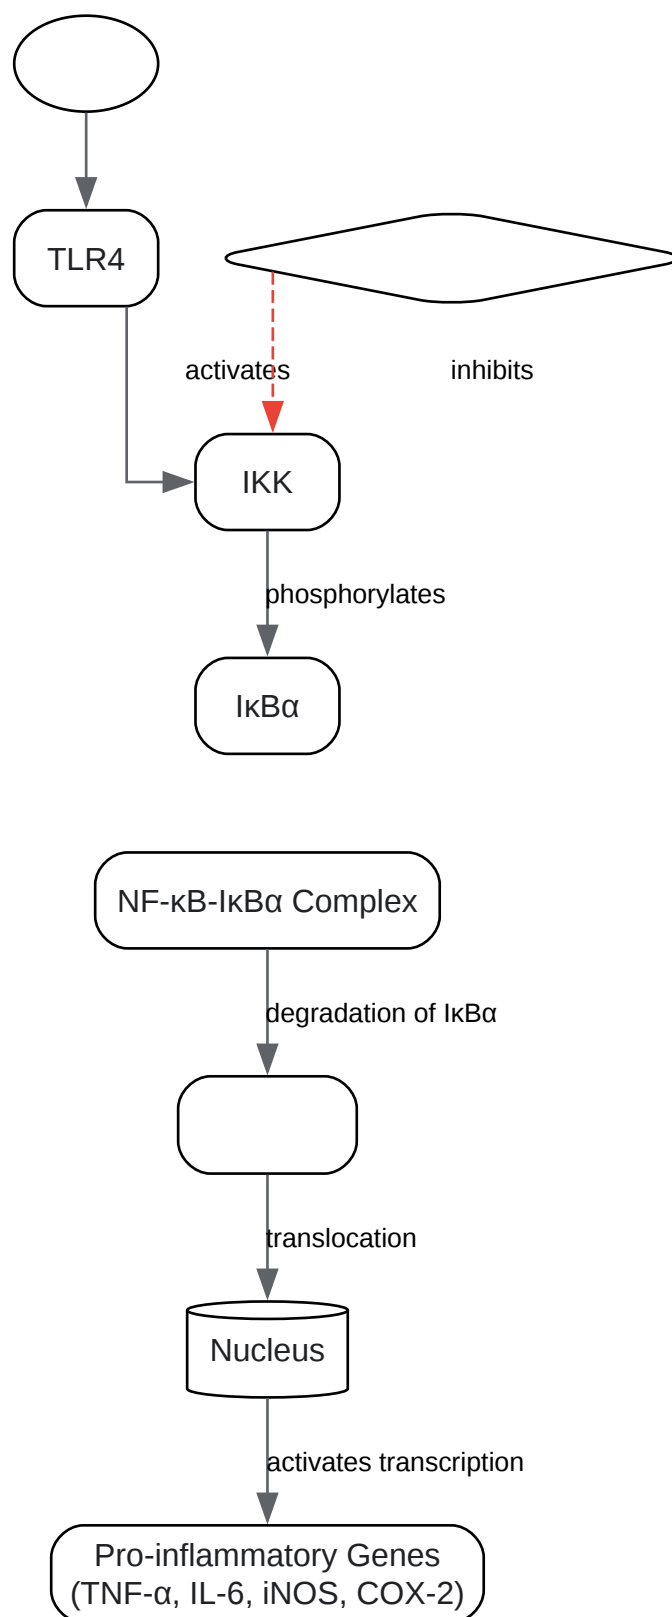 TLR4
activates
inhibits
IKK
phosphorylates
IκBα
NF-κB-IκBα Complex
degradation of IκBα
translocation
Nucleus
activates transcription
Pro-inflammatory Genes
(TNF-α, IL-6, iNOS, COX-2)